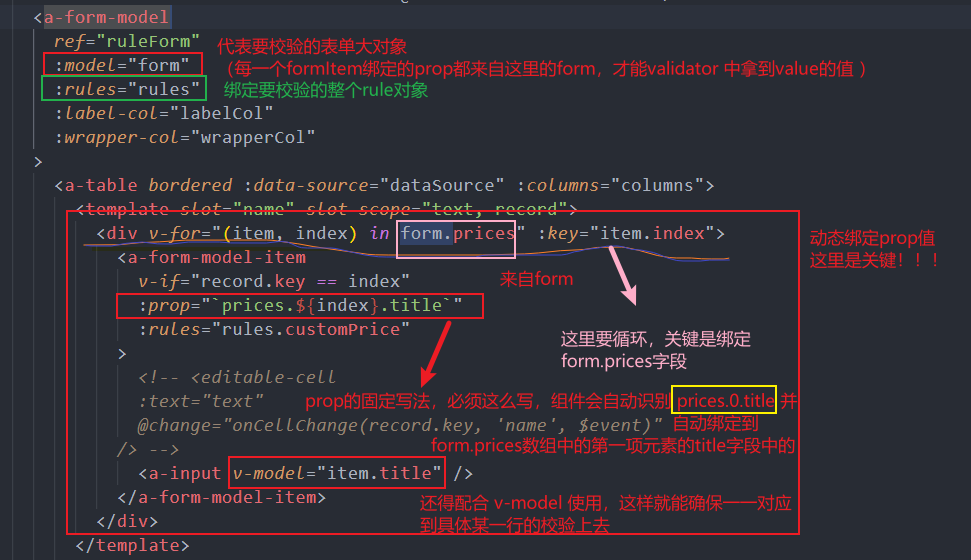 <a-form-model
ref="ruleForm"
代表要校验的表单大对象
:model="form"
（每一个formItem绑定的prop都来自这里的form，才能validator 中拿到value的值 ）
:rules="rules"
绑定要校验的整个rule对象
:label-col="labelCol"
:wrapper-col="wrapperCol"
>
<a-table bordered :data-source="dataSource" :columns="columns">
<template slot="name" slot-scope="text, record">
<div v-for="(item, index) in form.prices" :key="item.index">
动态绑定prop值
这里是关键！！！
<a-form-model-item
来自form
v-if="record.key == index"
:prop="`prices.${index}.title`"
:rules="rules.customPrice"
这里要循环，关键是绑定
form.prices字段
>
<!-- <editable-cell
:text="text"
prop的固定写法，必须这么写，组件会自动识别 prices.0.title 并
自动绑定到
@change="onCellChange(record.key, 'name', $event)"
form.prices数组中的第一项元素的title字段中的
/> -->
<a-input v-model="item.title" />
</a-form-model-item>
还得配合 v-model 使用，这样就能确保一一对应
到具体某一行的校验上去
</div>
</template>